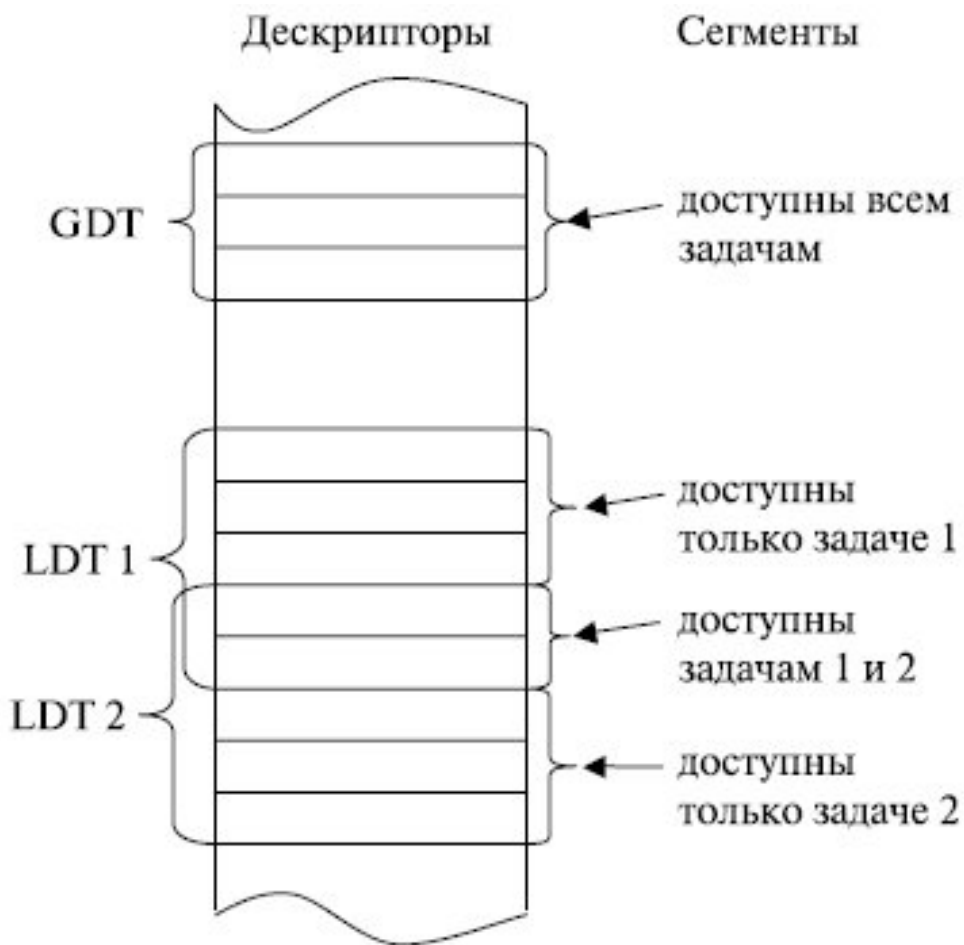 Дескрипторы
Сегменты
GDT
доступны всем
задачам
LDT 1
доступны
только задаче 1
доступны
задачам 1 и 2
LDT 2
доступны
только задаче 2